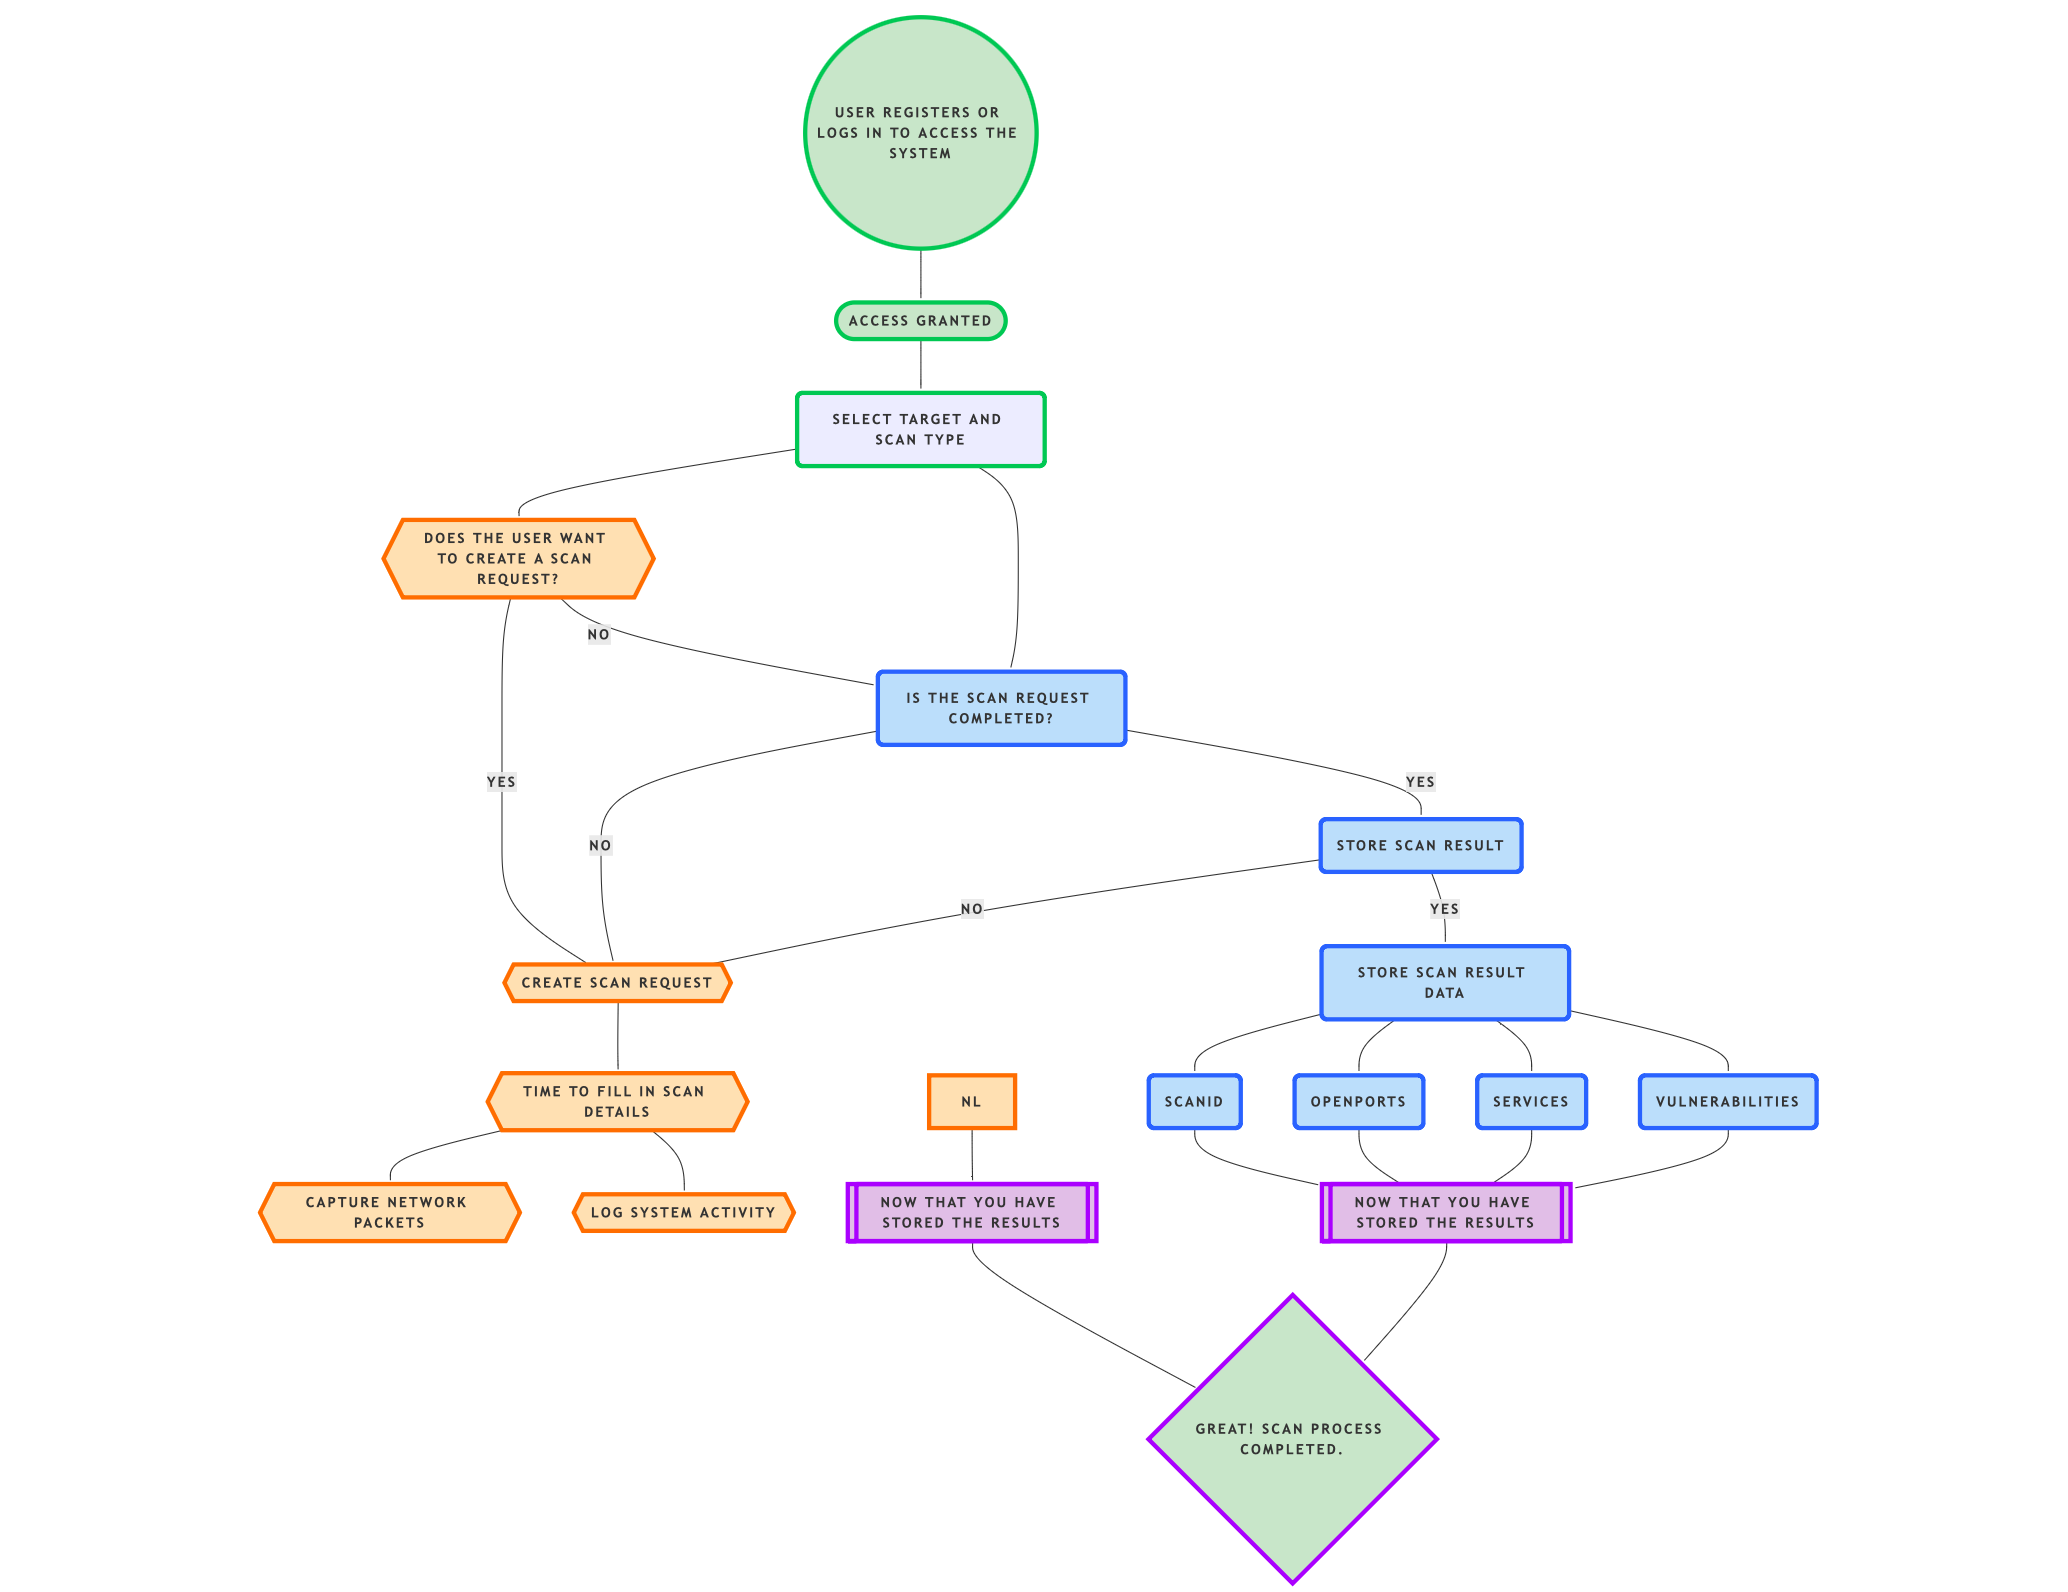 USER REGISTERS OR
LOGS IN TO ACCESS THE
SYSTEM
ACCESS GRANTED
SELECT TARGET AND
SCAN TYPE
DOES THE USER WANT
TO CREATE A SCAN
REQUEST?
NO
IS THE SCAN REQUEST
COMPLETED?
YES
YES
NO
STORE SCAN RESULT
NO
YES
CREATE SCAN REQUEST
STORE SCAN RESULT
DATA
TIME TO FILL IN SCAN
DETAILS
NL
SCANID
OPENPORTS
SERVICES
VULNERABILITIES
CAPTURE NETWORK
PACKETS
LOG SYSTEM ACTIVITY
NOW THAT YOU HAVE
STORED THE RESULTS
NOW THAT YOU HAVE
STORED THE RESULTS
GREAT! SCAN PROCESS
COMPLETED.